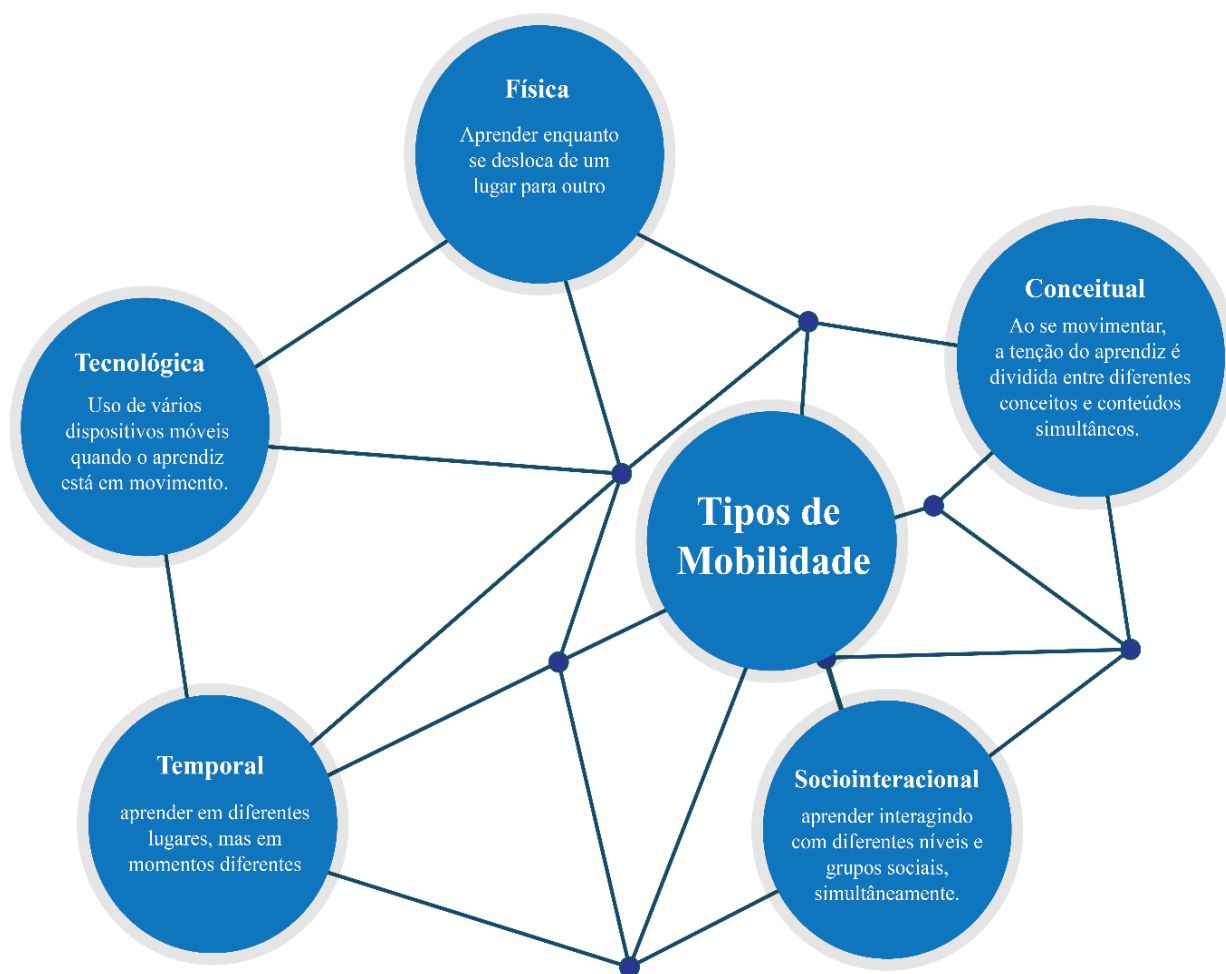 Física
Aprender enquanto
se desloca de um
lugar para outro
Conceitual
Ao se movimentar,
a tenção do aprendiz é
dividida entre diferentes
conceitos e conteúdos
simultâneos.
Tecnológica
Uso de vários
dispositivos móveis
quando o aprendiz
está em movimento.
Tipos de
Mobilidade
Temporal
aprender em diferentes
lugares, mas em
momentos diferentes
Sociointeracional
aprender interagindo
com diferentes níveis e
grupos sociais,
simultâneamente.